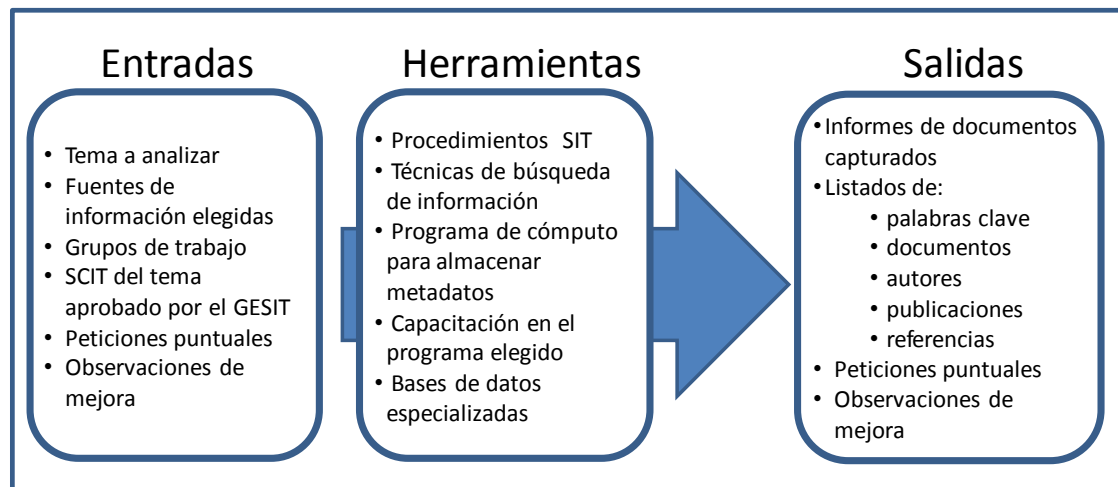 Entradas
• Tema a analizar
• Fuentes de
información elegidas
• Grupos de trabajo
• SCIT del tema
aprobado por el GESIT
• Peticiones puntuales
• Observaciones de
mejora
Herramientas
• Procedimientos SIT
• Técnicas de búsqueda
de información
• Programa de cómputo
para almacenar
metadatos
• Capacitación en el
programa elegido
• Bases de datos
especializadas
Salidas
• Informes de documentos
capturados
• Listados de:
• palabras clave
• documentos
• autores
• publicaciones
• referencias
• Peticiones puntuales
• Observaciones de
mejora